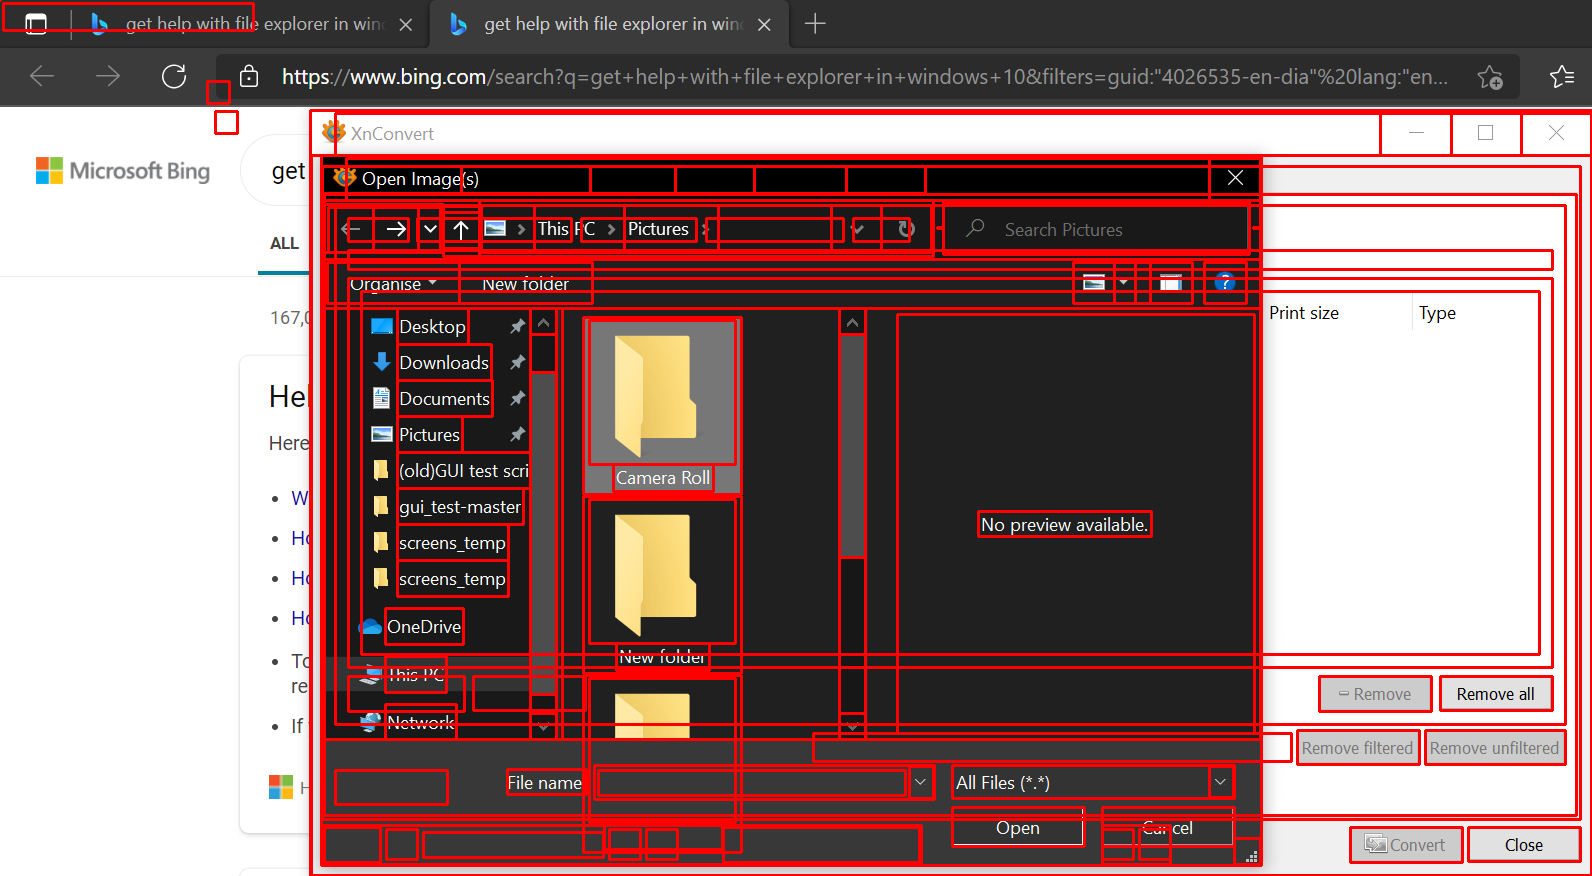 get help with file explorer in win
get help with file explorer in win
https://www.bing.com/search?q=get+help+with+file+explorer+in+windows+10&filters=guid:"4026535-en-dia"%20lang:"en...
XnConvert
Microsoft Bing
get
Open Image(s)
ALL
This PC
Pictures
Search Pictures
Organise
New folder
167,0
Print size
Type
Desktop
Downloads
Documents
Pictures
(old)GUI test scri
gui_test-master
screens_temp
screens_temp
OneDrive
This PC
Network
Camera Roll
New folder
No preview available.
Hel
Here
W
Ho
Ho
Ho
To
re
If
H
Remove
Remove all
Remove filtered
Remove unfiltered
File name
All Files (*.*)
Open
Cancel
Convert
Close